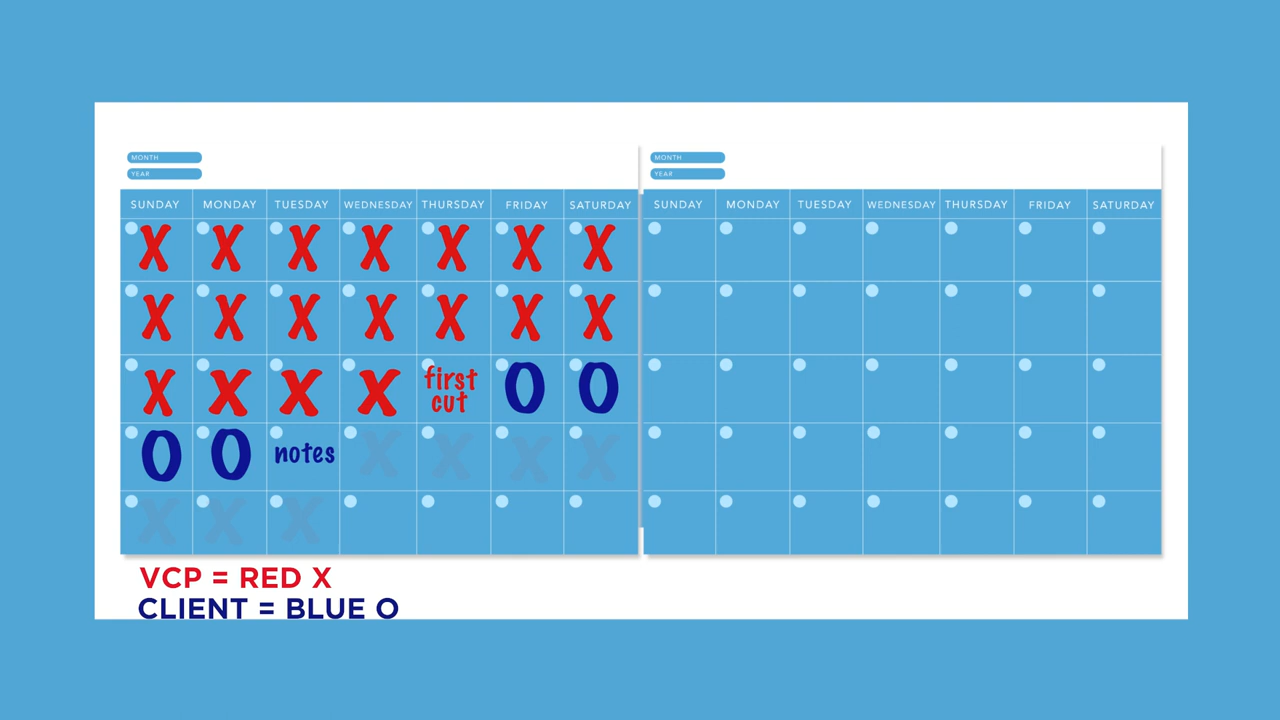 MONTH
YEAR
SUNDAY MONDAY TUESDAY WEDNESDAY THURSDAY FRIDAY SATURDAY
X X X X X X X
X X X X X X X
X X X X first cut O O
O O notes X X X X
X X X
MONTH
YEAR
SUNDAY MONDAY TUESDAY WEDNESDAY THURSDAY FRIDAY SATURDAY
VCP = RED X
CLIENT = BLUE O